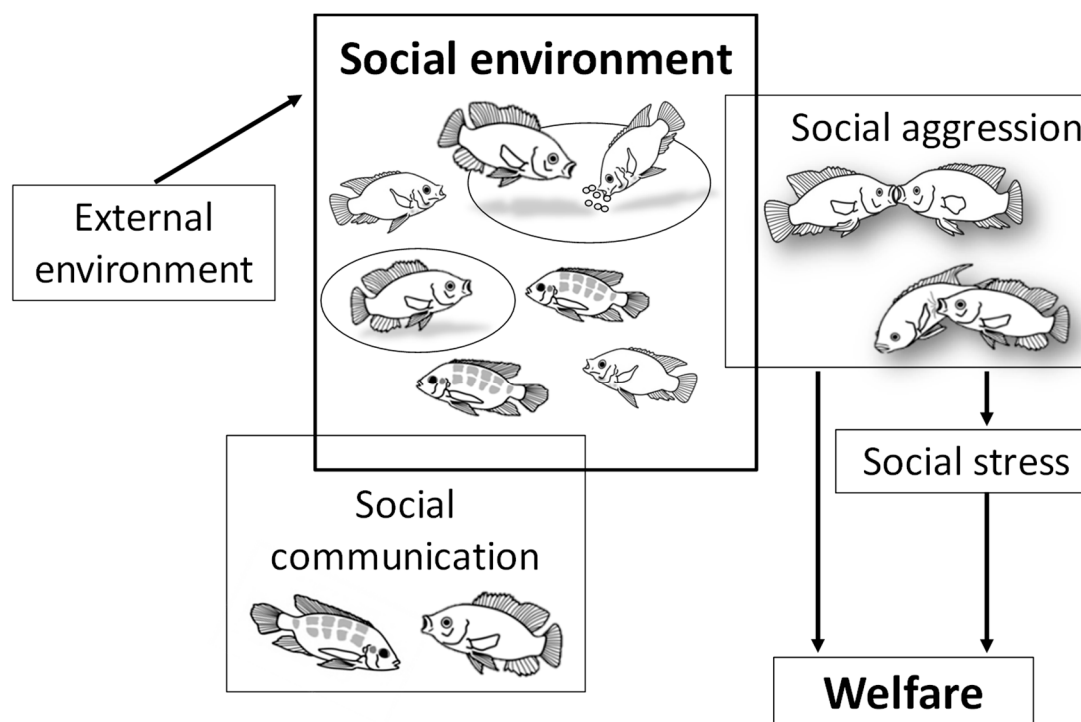 Social environment
Social aggression
External
environment
Social stress
Social
communication
Welfare